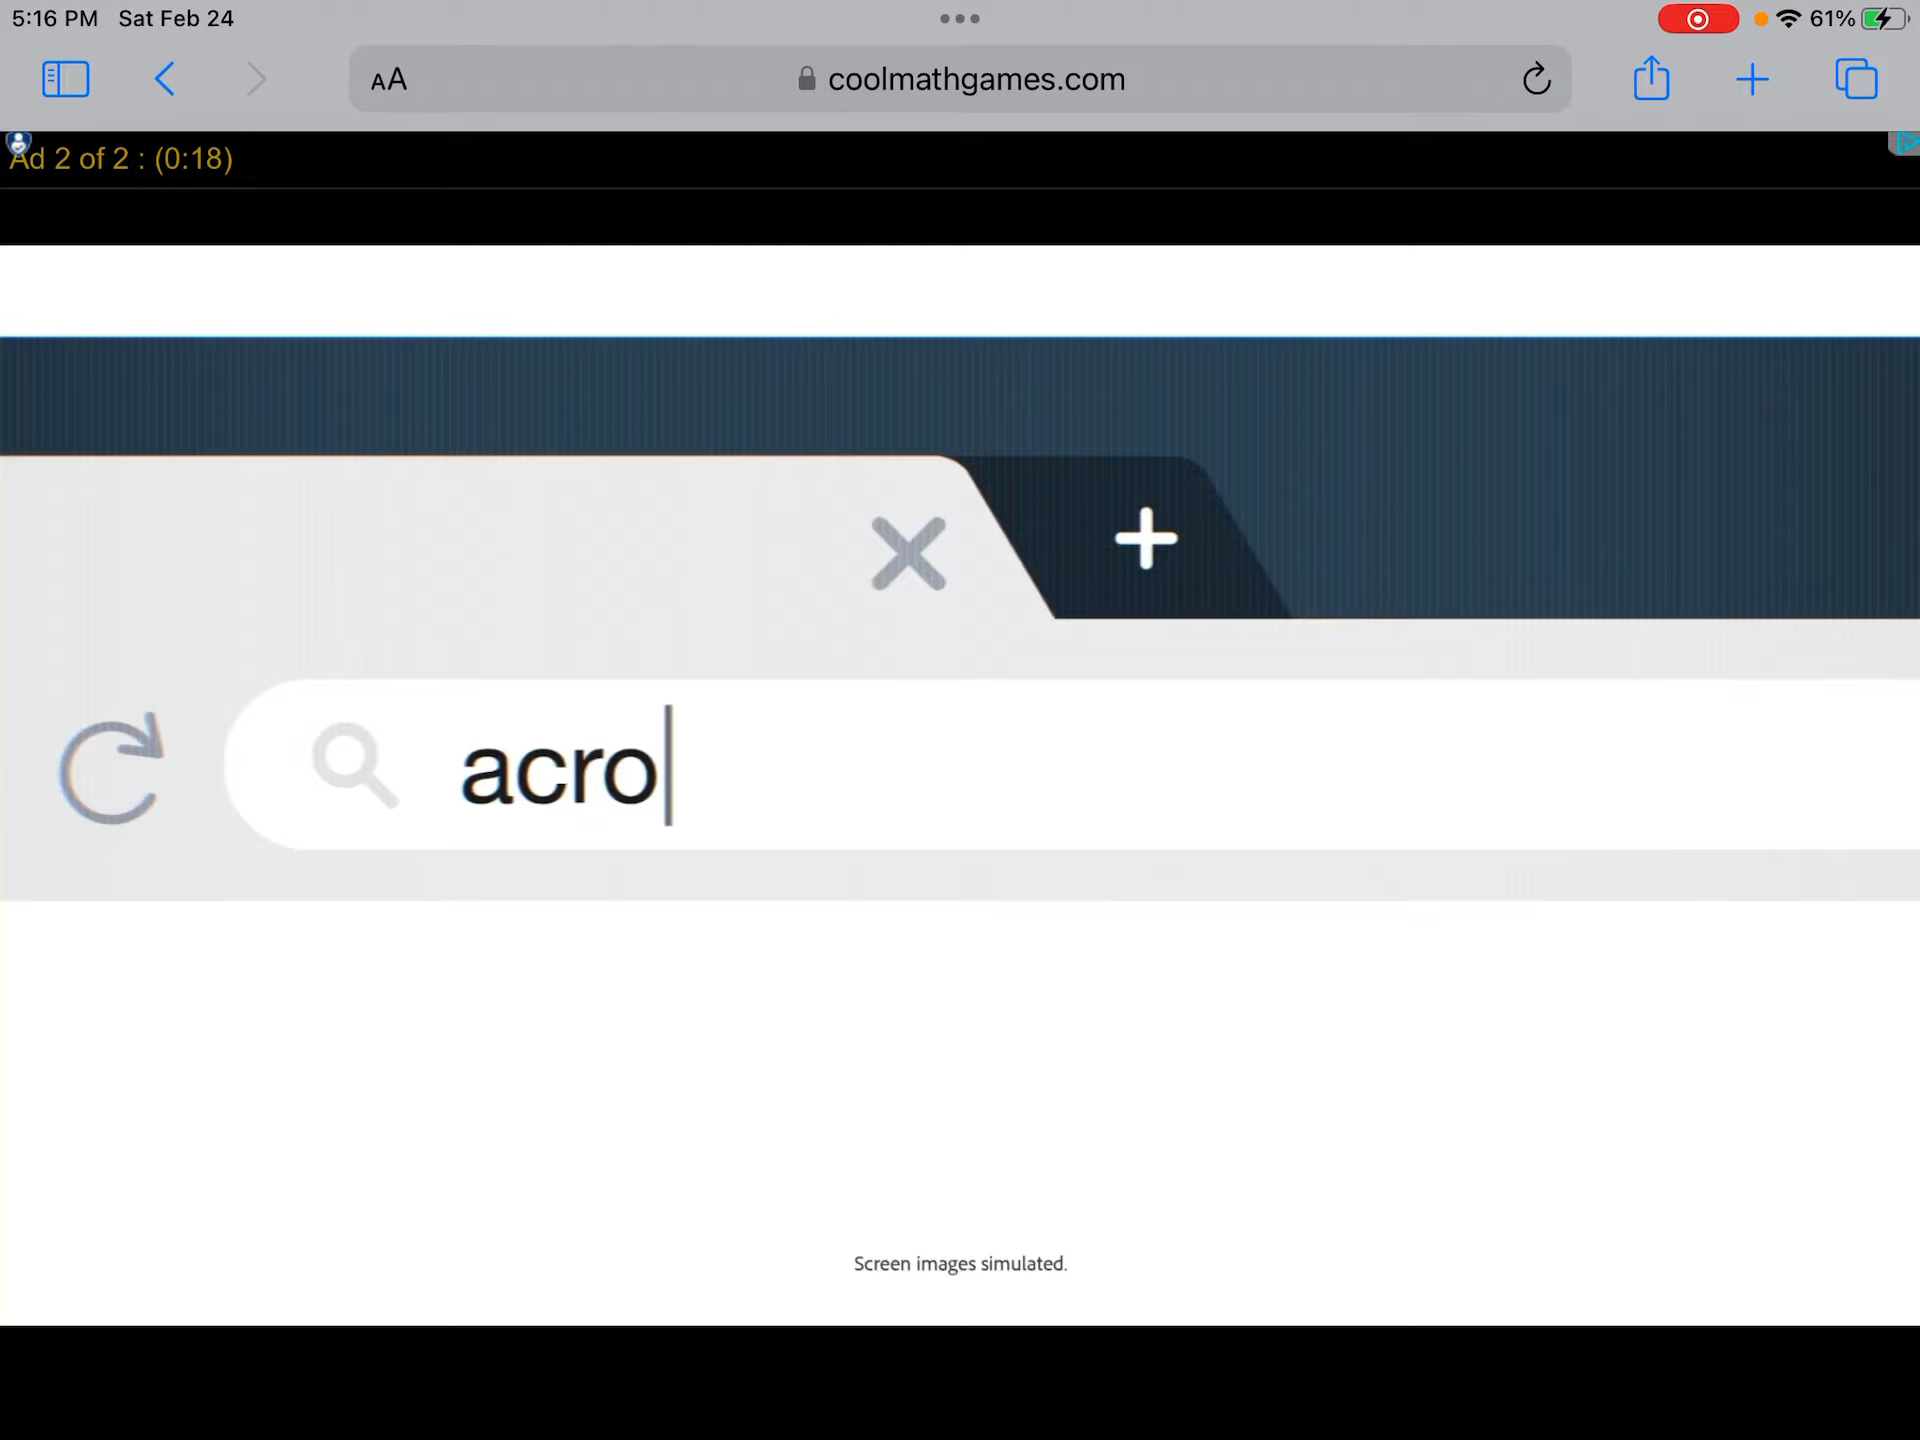 5:16 PM Sat Feb 24
61%
AA
coolmathgames.com
Ad 2 of 2 : (0:18)
acro
Screen images simulated.